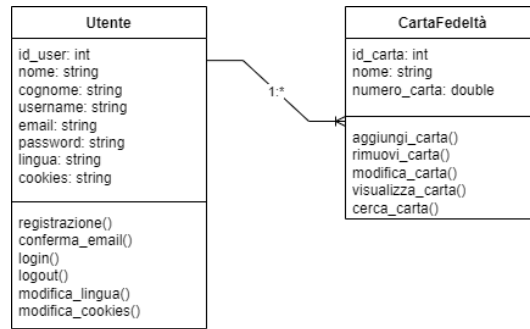 Utente
id_user: int
nome: string
cognome: string
username: string
email: string
password: string
lingua: string
cookies: string
registrazione()
conferma_email()
login()
logout()
modifica_lingua()
modifica_cookies()
1:*
CartaFedeltà
id_carta: int
nome: string
numero_carta: double
aggiungi_carta()
rimuovi_carta()
modifica_carta()
visualizza_carta()
cerca_carta()